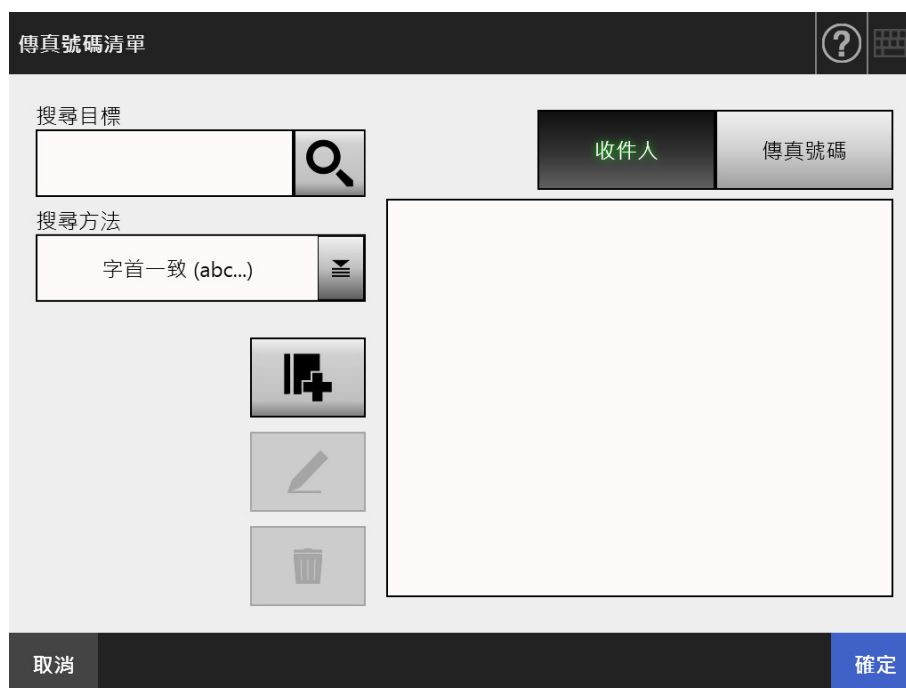 傳真號碼清單
?
搜尋目標
收件人
傳真號碼
搜尋方法
字首一致 (abc...)
取消
確定